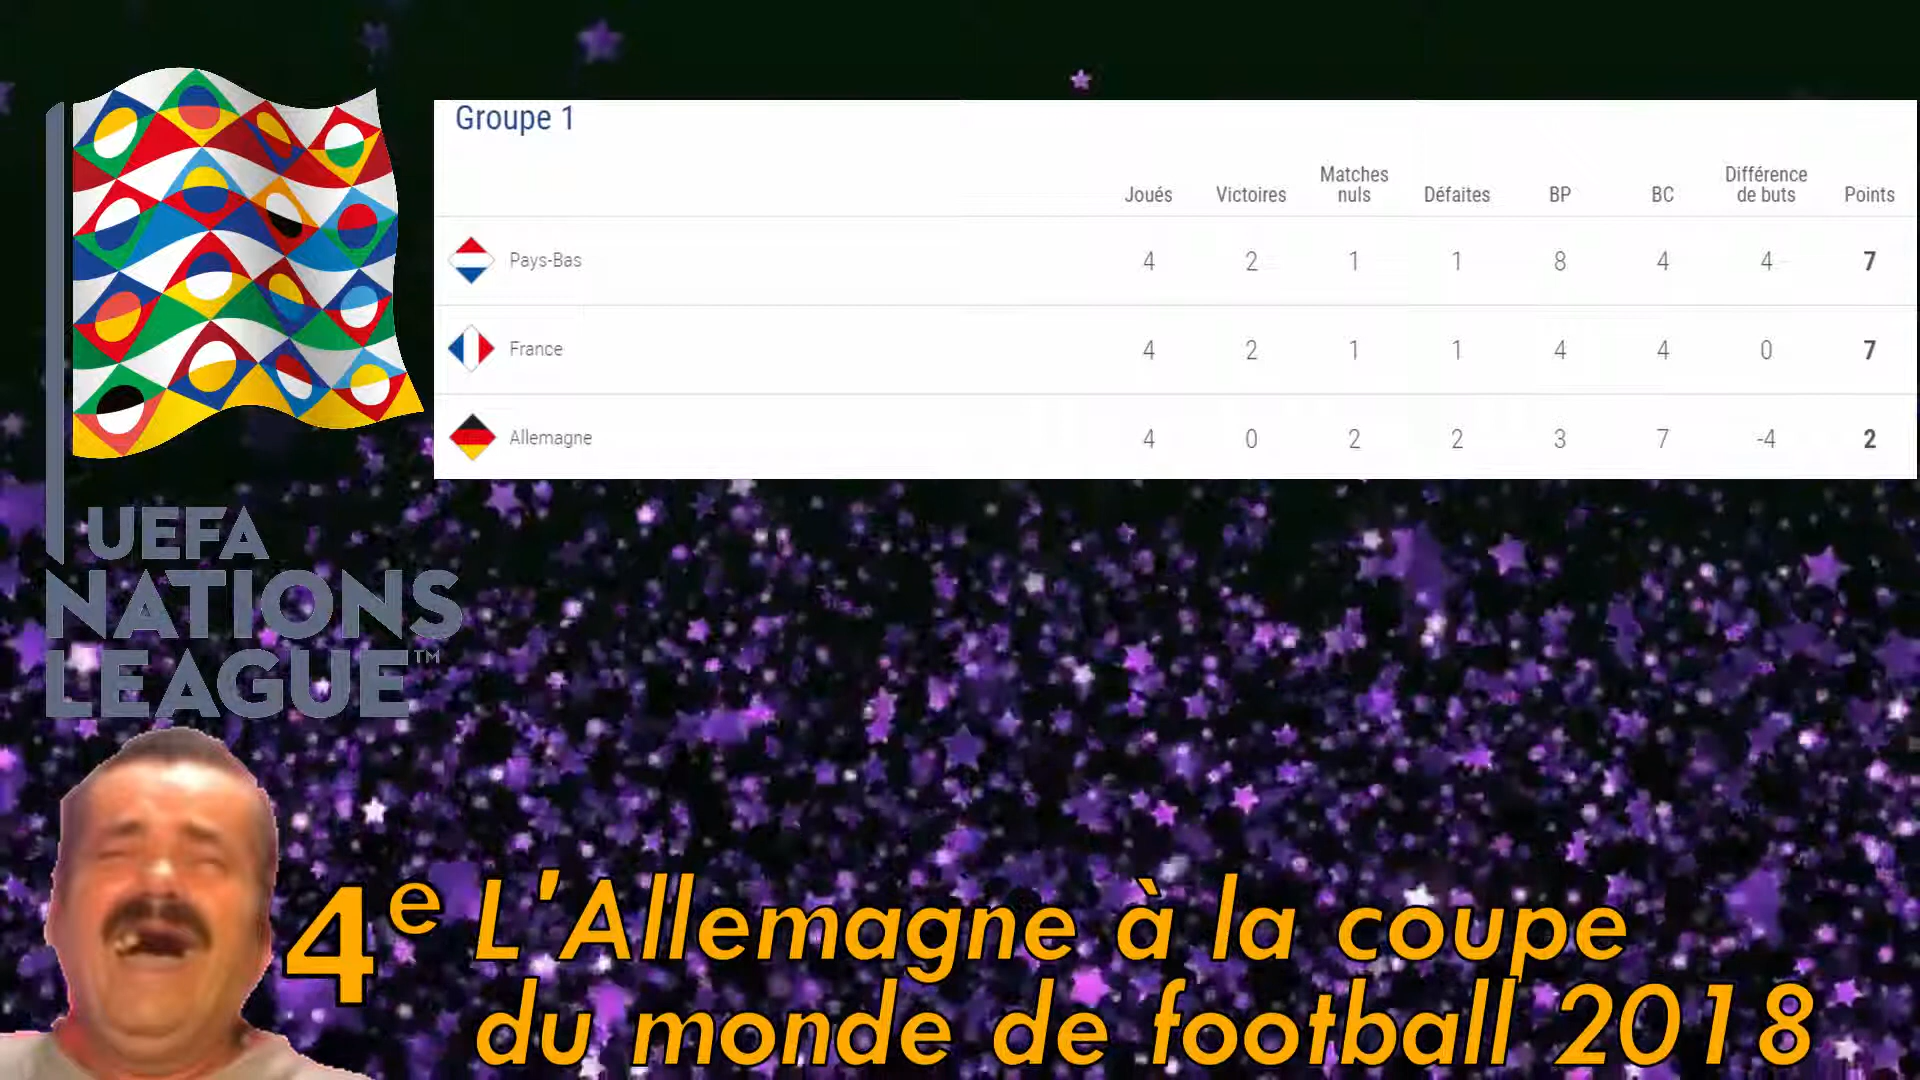 Groupe 1
Joués Victoires Matches nuls Défaites BP BC Différence de buts Points
Pays-Bas 4 2 1 1 8 4 4 7
France 4 2 1 1 4 4 0 7
Allemagne 4 0 2 2 3 7 -4 2
UEFA
NATIONS
LEAGUE™
4e L'Allemagne à la coupe
du monde de football 2018